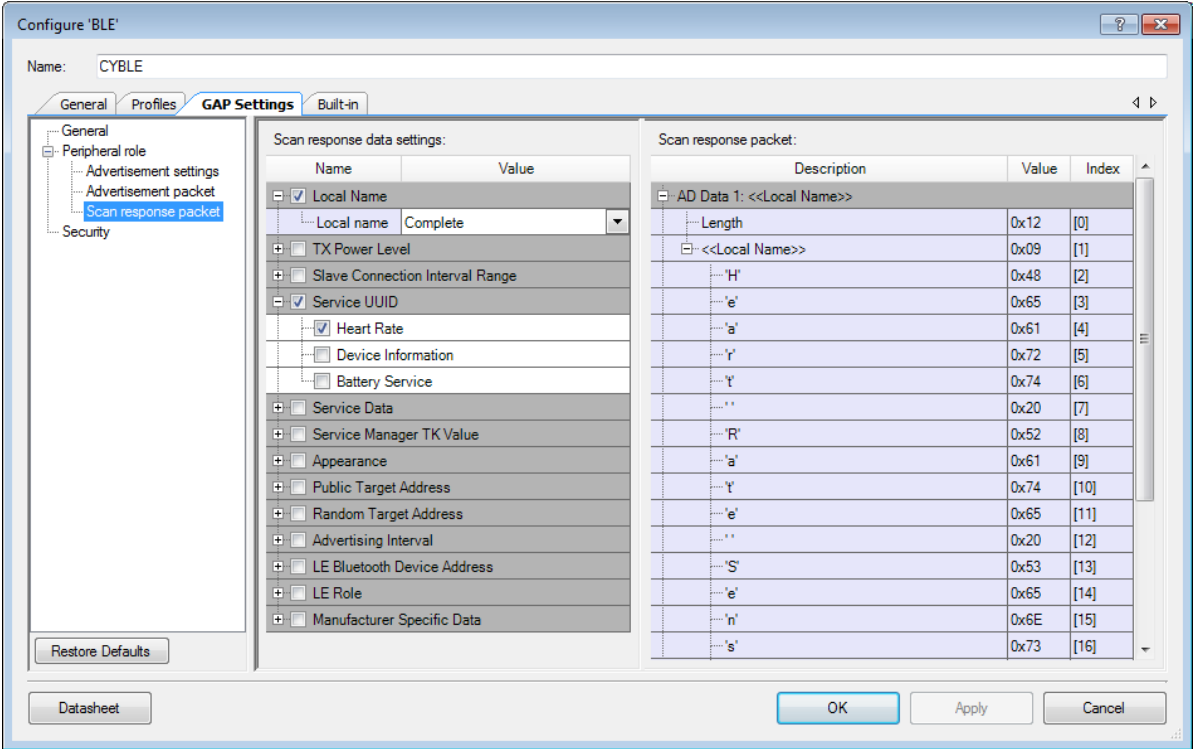 Configure 'BLE'
Name: CYBLE
General Profiles GAP Settings Built-in
General
Peripheral role
Advertisement settings
Advertisement packet
Scan response packet
Security
Restore Defaults
Scan response data settings:
Name Value
Local Name
Local name Complete
TX Power Level
Slave Connection Interval Range
Service UUID
Heart Rate
Device Information
Battery Service
Service Data
Service Manager TK Value
Appearance
Public Target Address
Random Target Address
Advertising Interval
LE Bluetooth Device Address
LE Role
Manufacturer Specific Data
Scan response packet:
Description Value Index
AD Data 1: <<Local Name>>
Length 0x12 [0]
<<Local Name>> 0x09 [1]
'H' 0x48 [2]
'e' 0x65 [3]
'a' 0x61 [4]
'r' 0x72 [5]
't' 0x74 [6]
' ' 0x20 [7]
'R' 0x52 [8]
'a' 0x61 [9]
't' 0x74 [10]
'e' 0x65 [11]
' ' 0x20 [12]
'S' 0x53 [13]
'e' 0x65 [14]
'n' 0x6E [15]
's' 0x73 [16]
Datasheet OK Apply Cancel